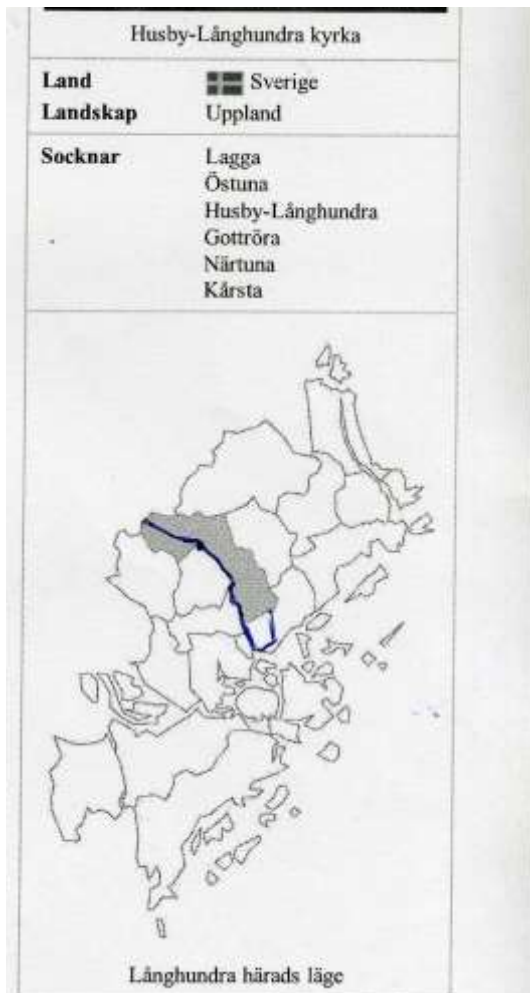 Husby-Långhundra kyrka
Land Sverige
Landskap Uppland
Socknar Lagga
Östuna
Husby-Långhundra
Gottröra
Närtuna
Kårsta
Långhundra härads läge